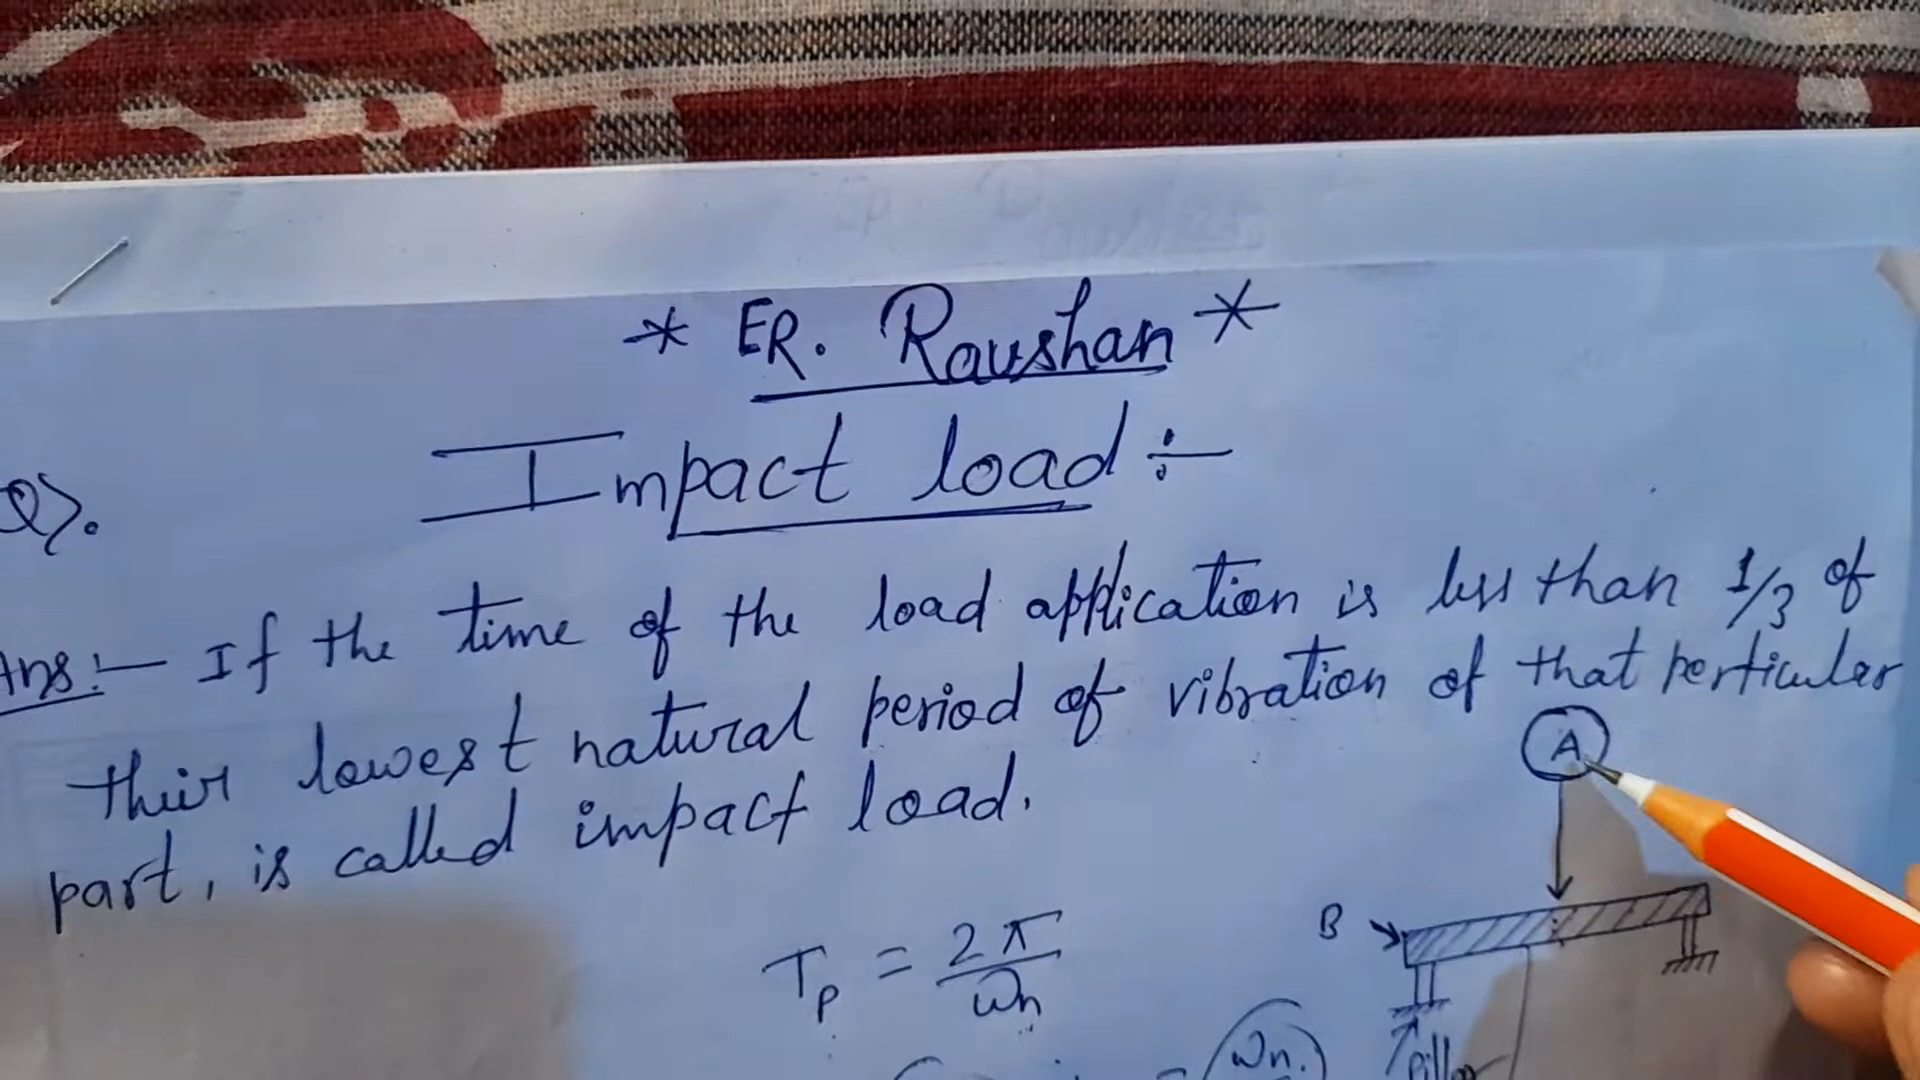 * ER. Raushan *
Impact load ÷
Q>.
Ans:- If the time of the load application is less than 1/3 of
their lowest natural period of vibration of that perticular
part, is called impact load.
A
B
Tp = 2π/ωn
= ωn.
Pillar